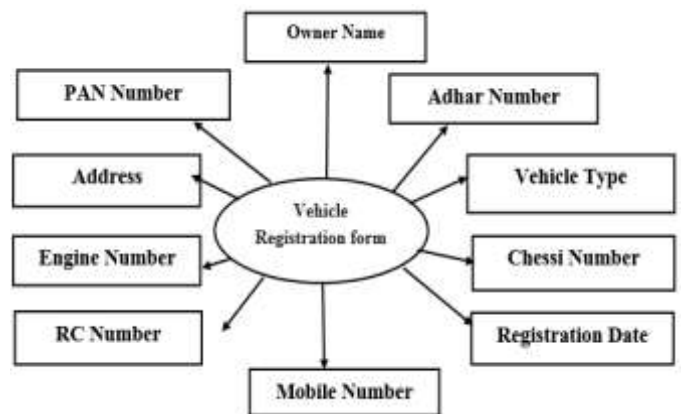 Owner Name
PAN Number
Adhar Number
Address
Vehicle Type
Vehicle
Registration form
Engine Number
Chessi Number
RC Number
Registration Date
Mobile Number